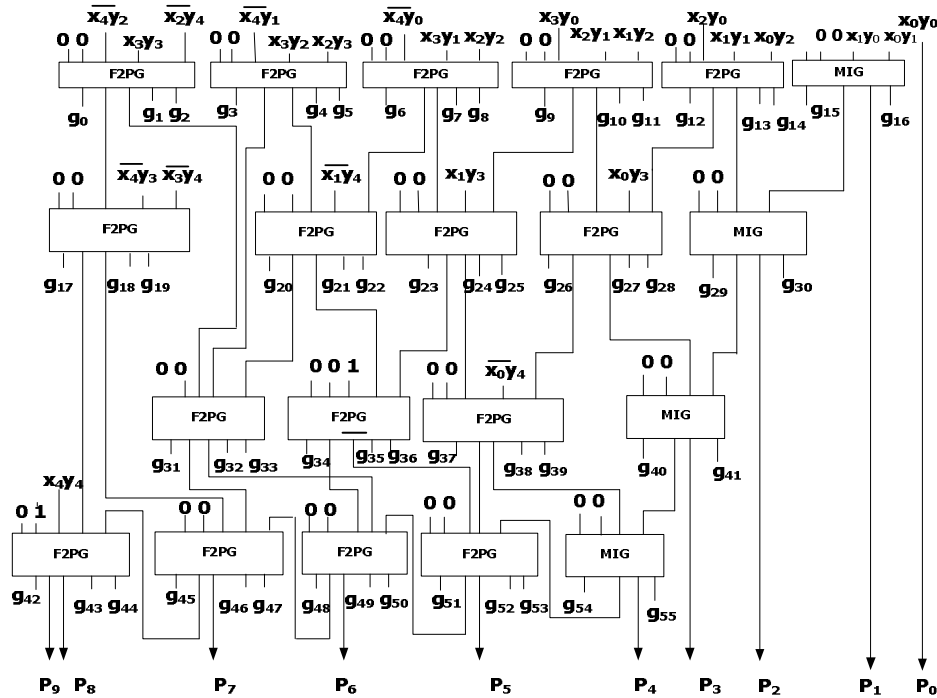 x̅₄y₂ x̅₂y₄ x̅₄y₁ x̅₄y₀ x₃y₀ x₂y₀ x₀y₀
0 0 x₃y₃ 0 0 x₃y₂ x₂y₃ 0 0 x₃y₁ x₂y₂ 0 0 x₂y₁ x₁y₂ 0 0 x₁y₁ x₀y₂ 0 0 x₁y₀ x₀y₁
F2PG F2PG F2PG F2PG F2PG MIG
g₀ g₁ g₂ g₃ g₄ g₅ g₆ g₇ g₈ g₉ g₁₀ g₁₁ g₁₂ g₁₃ g₁₄ g₁₅ g₁₆
0 0 x̅₄y₃ x̅₃y₄ 0 0 x̅₁y₄ 0 0 x₁y₃ 0 0 x₀y₃ 0 0
F2PG F2PG F2PG F2PG MIG
g₁₇ g₁₈ g₁₉ g₂₀ g₂₁ g₂₂ g₂₃ g₂₄ g₂₅ g₂₆ g₂₇ g₂₈ g₂₉ g₃₀
0 0 0 0 1 0 0 x̅₀y₄ 0 0
F2PG F2PG F2PG MIG
g₃₁ g₃₂ g₃₃ g₃₄ g₃₅ g₃₆ g₃₇ g₃₈ g₃₉ g₄₀ g₄₁
x₄y₄
0 1 0 0 0 0 0 0 0 0
F2PG F2PG F2PG F2PG MIG
g₄₂ g₄₃ g₄₄ g₄₅ g₄₆ g₄₇ g₄₈ g₄₉ g₅₀ g₅₁ g₅₂ g₅₃ g₅₄ g₅₅
P₉ P₈ P₇ P₆ P₅ P₄ P₃ P₂ P₁ P₀